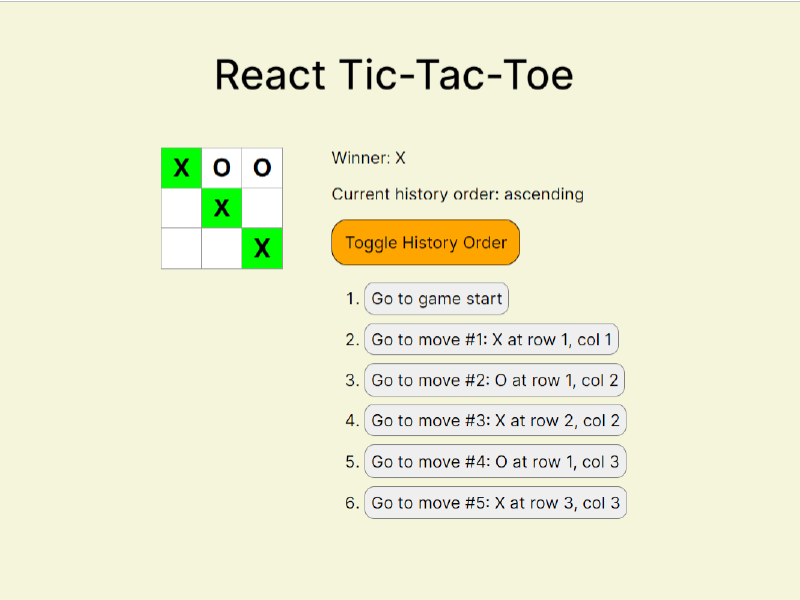 React Tic-Tac-Toe
X O O
X
X
Winner: X
Current history order: ascending
Toggle History Order
1. Go to game start
2. Go to move #1: X at row 1, col 1
3. Go to move #2: O at row 1, col 2
4. Go to move #3: X at row 2, col 2
5. Go to move #4: O at row 1, col 3
6. Go to move #5: X at row 3, col 3